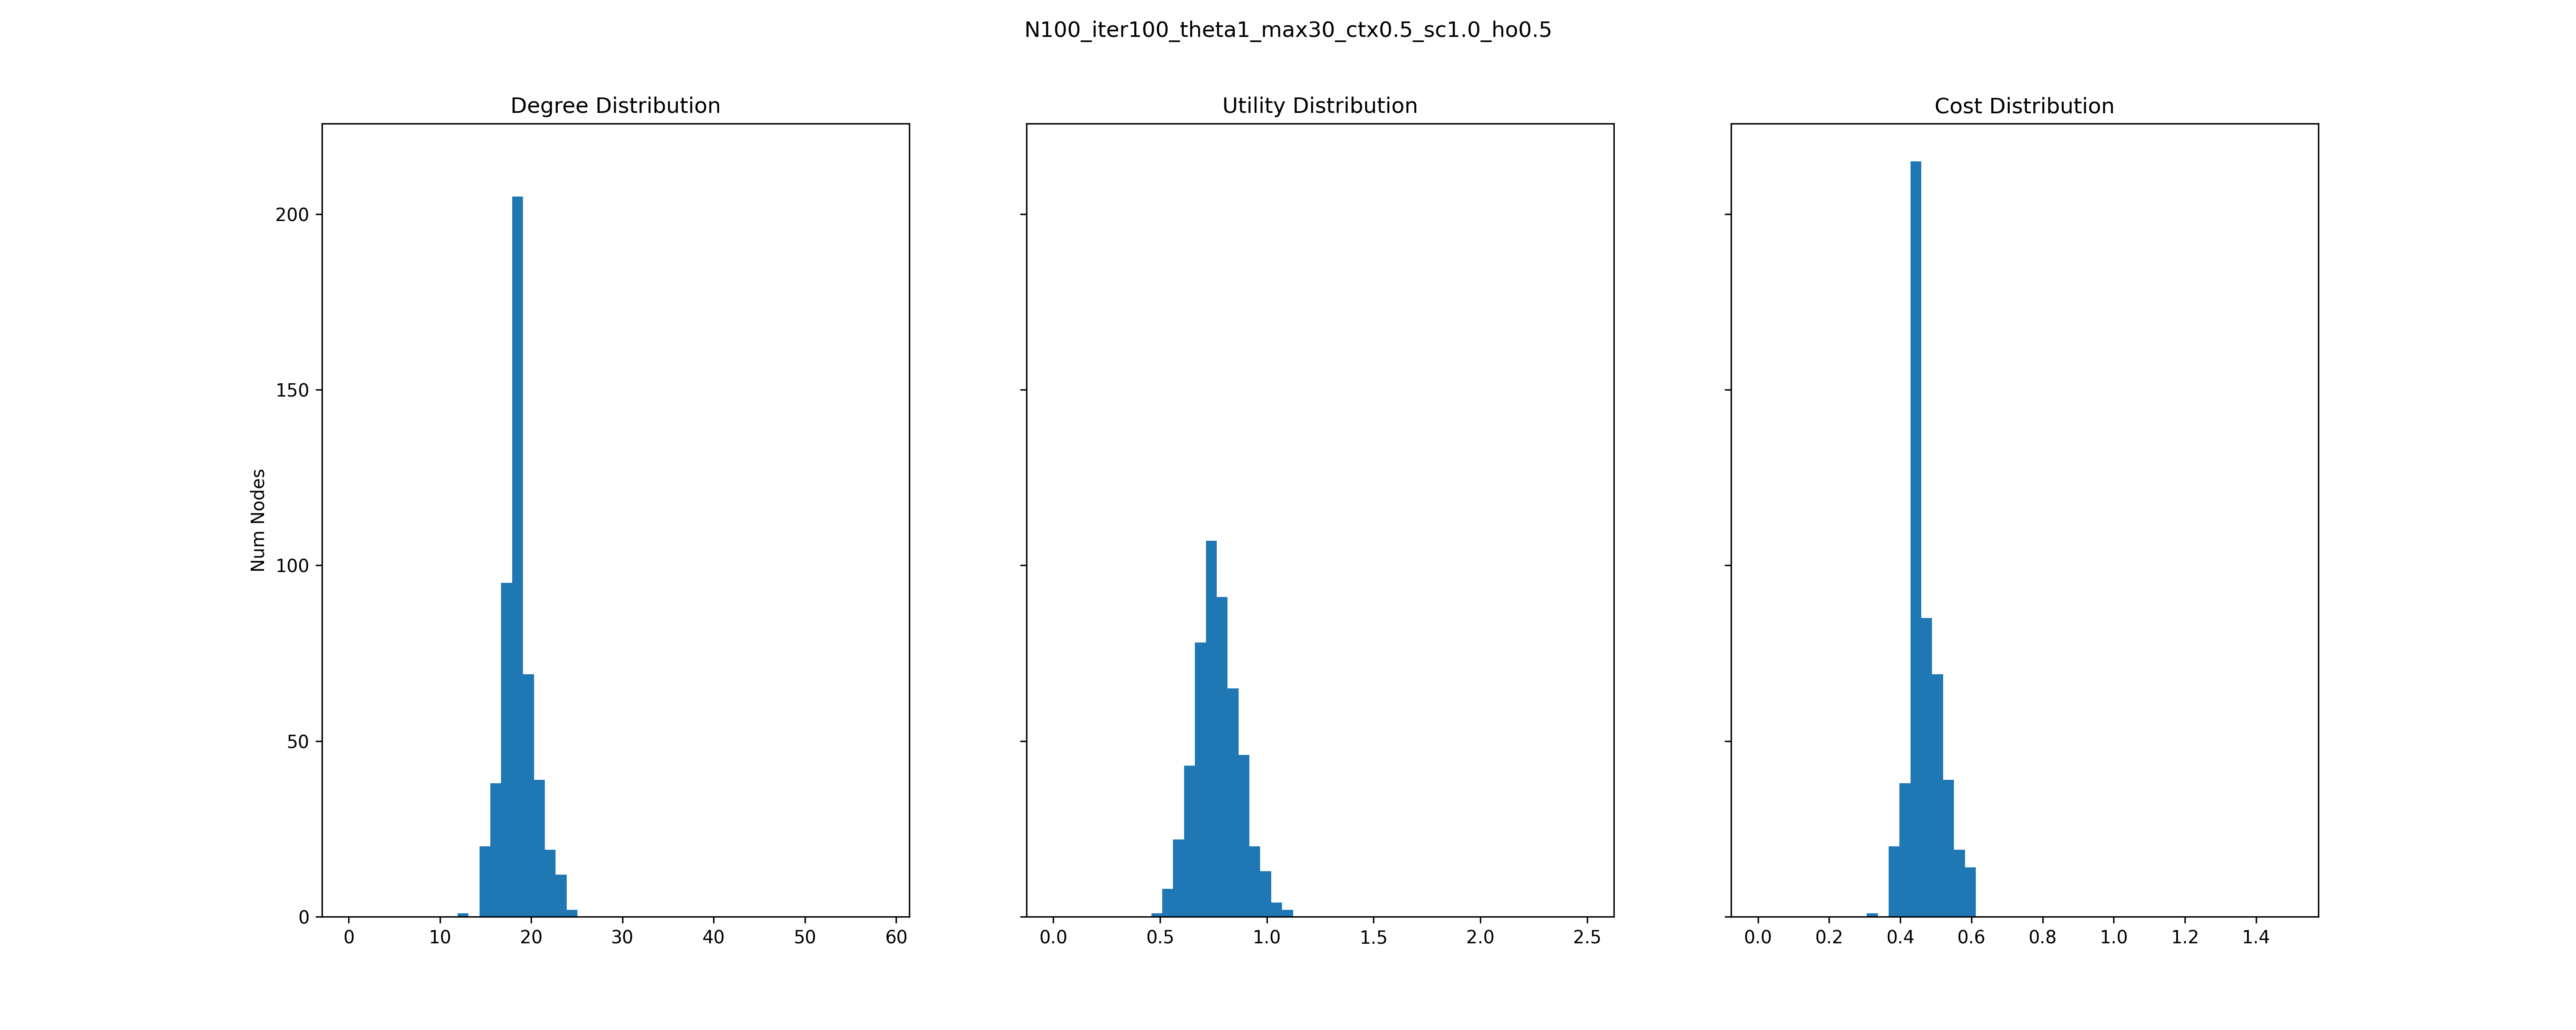 N100_iter100_theta1_max30_ctx0.5_sc1.0_ho0.5
Degree Distribution
Num Nodes
200
150
100
50
0
0 10 20 30 40 50 60
Utility Distribution
0.0 0.5 1.0 1.5 2.0 2.5
Cost Distribution
0.0 0.2 0.4 0.6 0.8 1.0 1.2 1.4